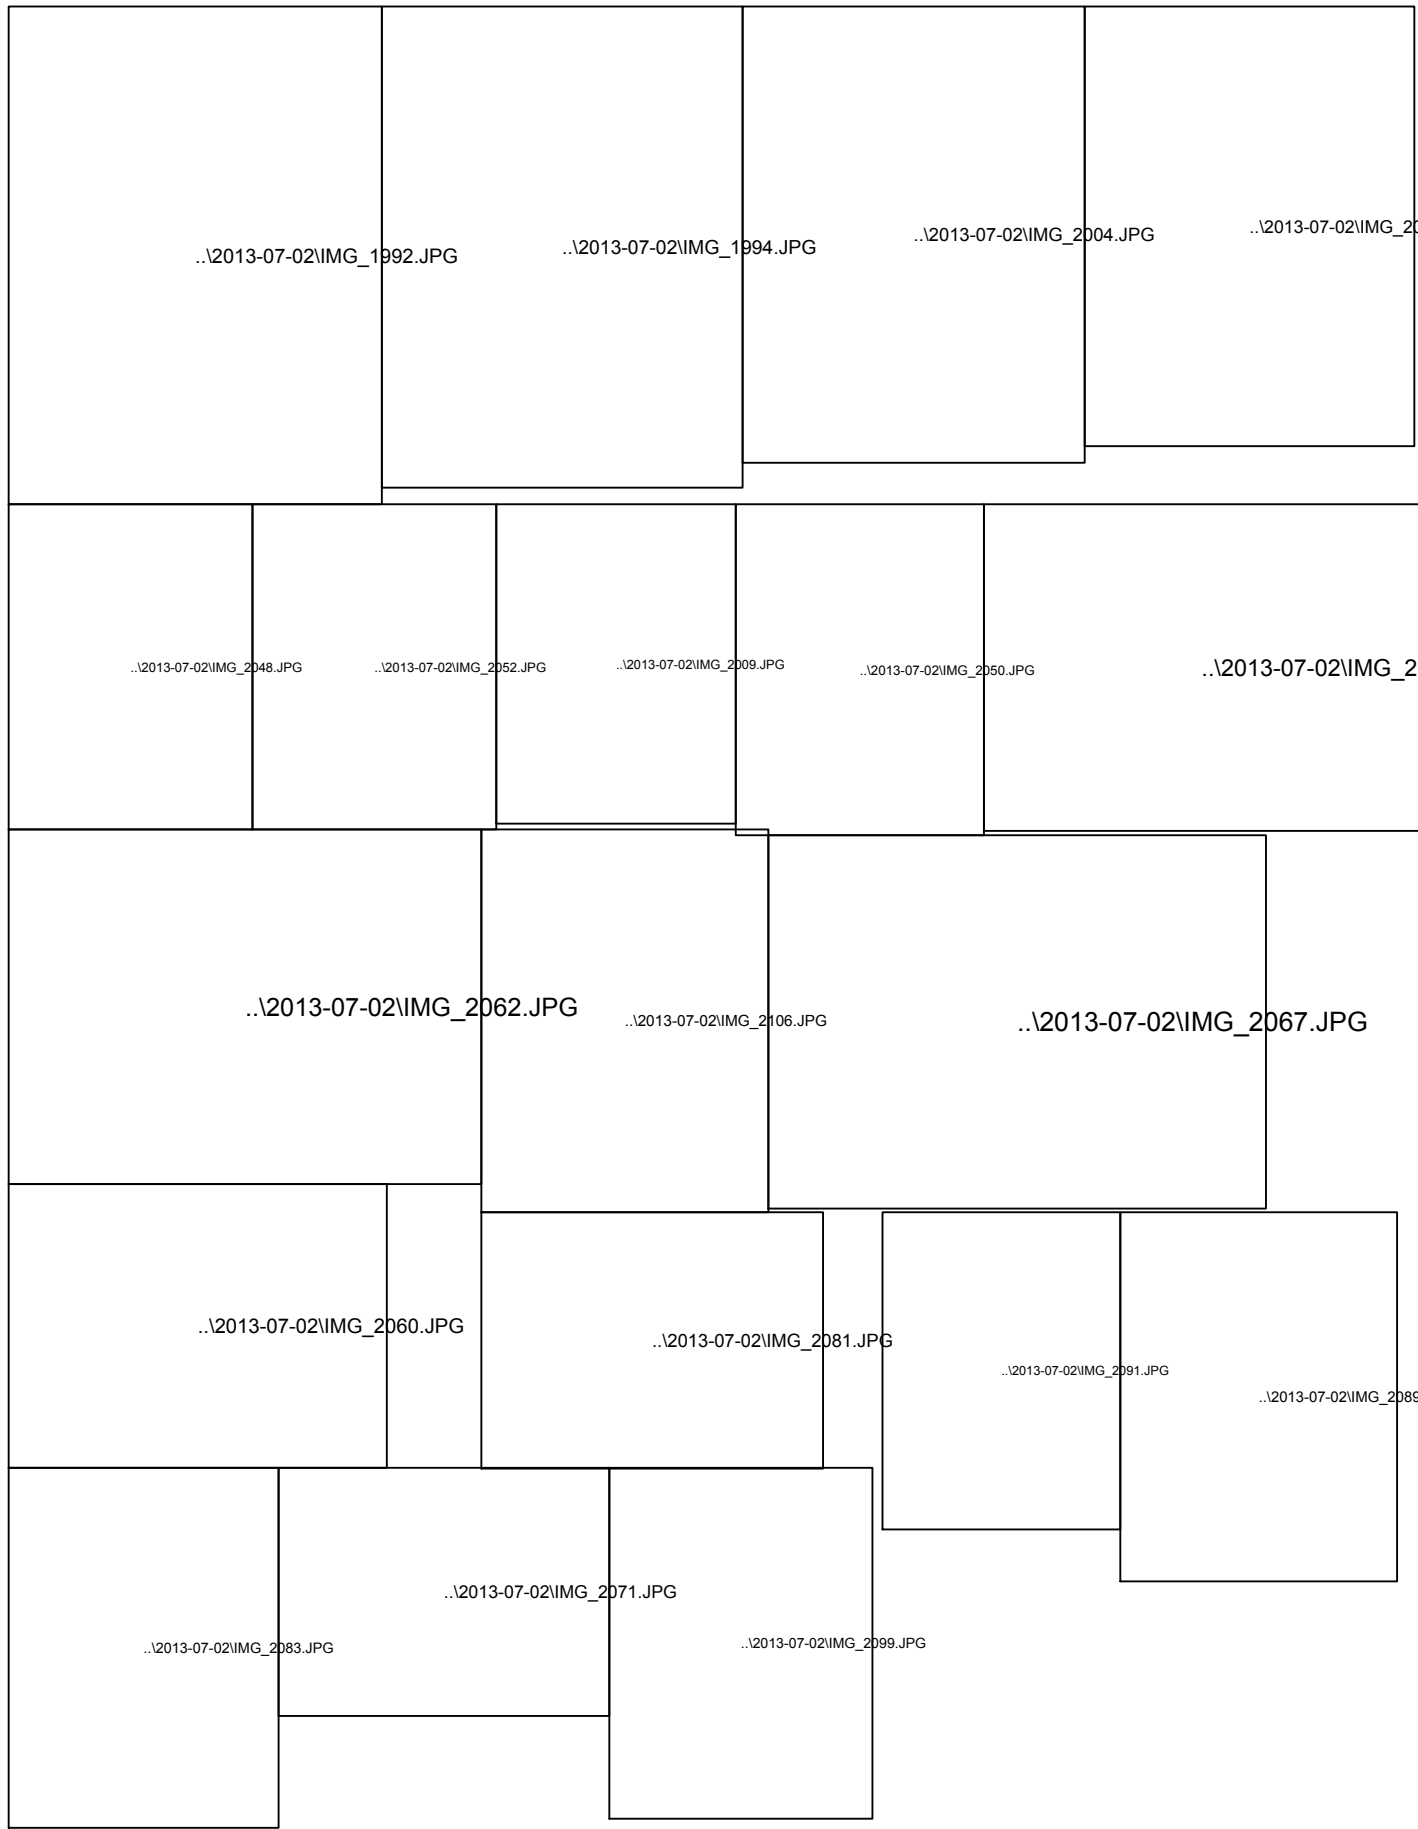 ..\2013-07-02\IMG_1992.JPG
..\2013-07-02\IMG_1994.JPG
..\2013-07-02\IMG_2004.JPG
..\2013-07-02\IMG_20
..\2013-07-02\IMG_2048.JPG
..\2013-07-02\IMG_2052.JPG
..\2013-07-02\IMG_2009.JPG
..\2013-07-02\IMG_2050.JPG
..\2013-07-02\IMG_2
..\2013-07-02\IMG_2062.JPG
..\2013-07-02\IMG_2106.JPG
..\2013-07-02\IMG_2067.JPG
..\2013-07-02\IMG_2060.JPG
..\2013-07-02\IMG_2081.JPG
..\2013-07-02\IMG_2091.JPG
..\2013-07-02\IMG_2089
..\2013-07-02\IMG_2083.JPG
..\2013-07-02\IMG_2071.JPG
..\2013-07-02\IMG_2099.JPG